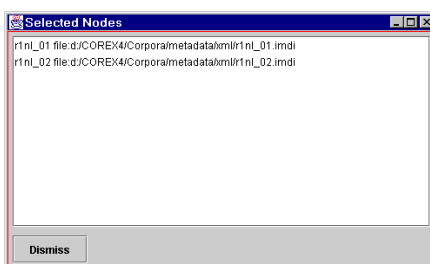 Selected Nodes
r1nl_01 file:d:/COREX4/Corpora/metadata/xml/r1nl_01.imdi
r1nl_02 file:d:/COREX4/Corpora/metadata/xml/r1nl_02.imdi
Dismiss